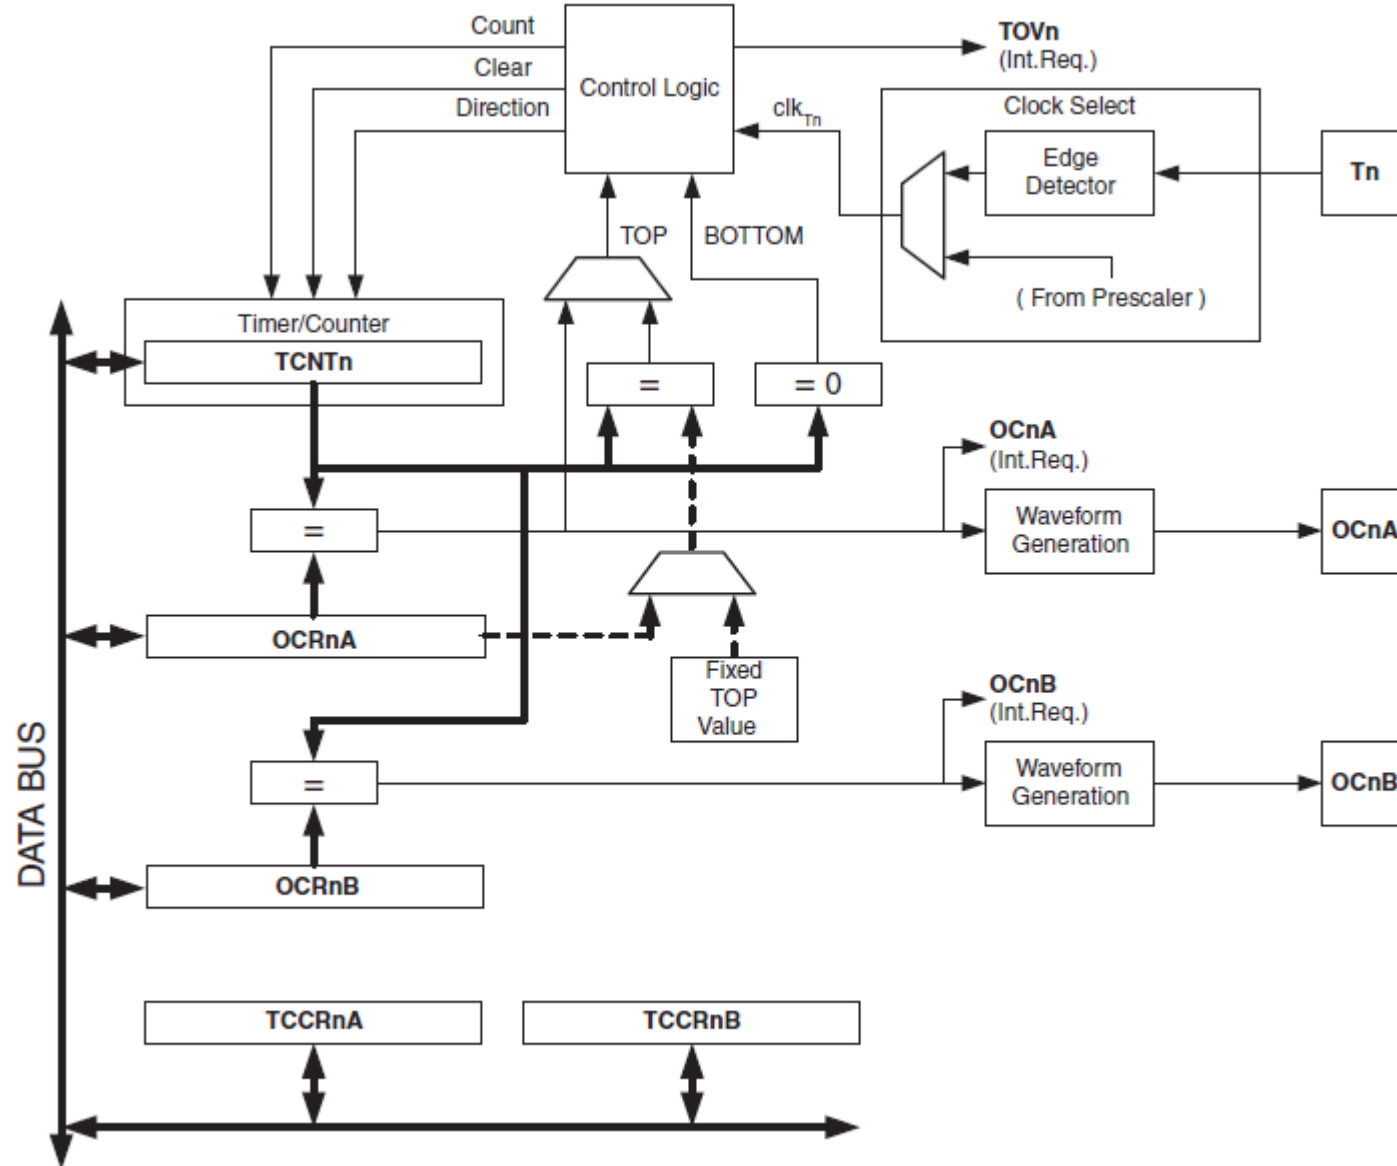 Count
Clear
Direction
Control Logic
TOVn
(Int.Req.)
clkTn
Clock Select
Edge
Detector
Tn
TOP
BOTTOM
( From Prescaler )
Timer/Counter
TCNTn
=
= 0
OCnA
(Int.Req.)
=
Waveform
Generation
OCnA
OCRnA
Fixed
TOP
Value
OCnB
(Int.Req.)
=
Waveform
Generation
OCnB
OCRnB
DATA BUS
TCCRnA
TCCRnB